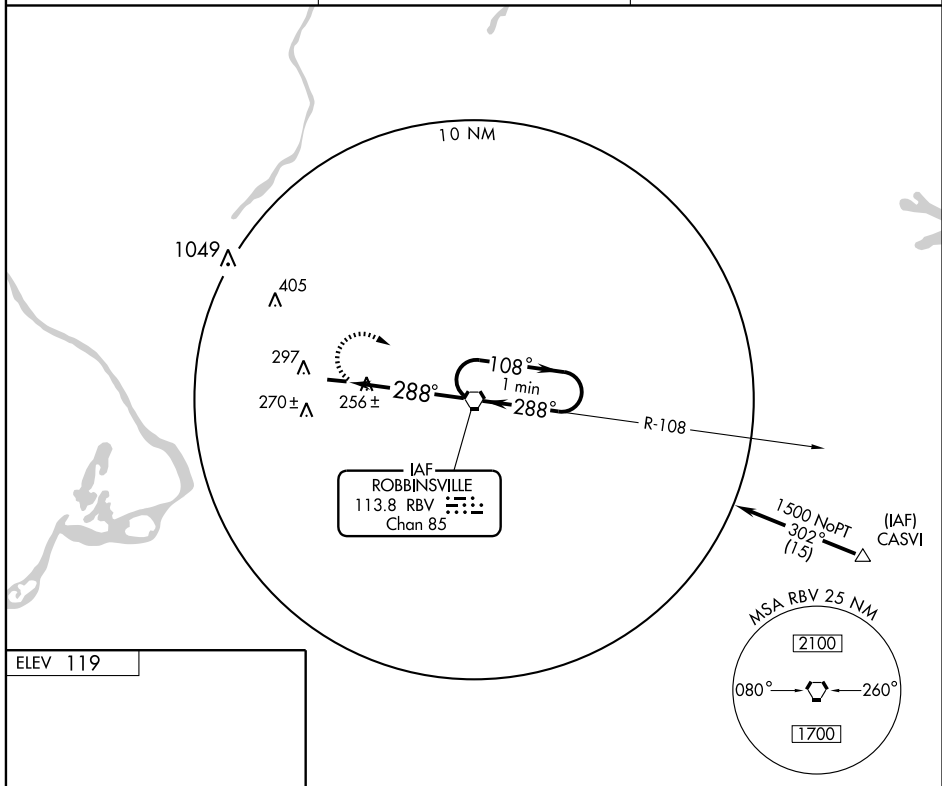 10 NM
1049
405
297
270 ±
256 ±
288°
108°
1 min
288°
R-108
IAF
ROBBINSVILLE
113.8 RBV
Chan 85
1500 NoPT
302°
(15)
(IAF)
CASVI
MSA RBV 25 NM
2100
080°
260°
1700
ELEV 119